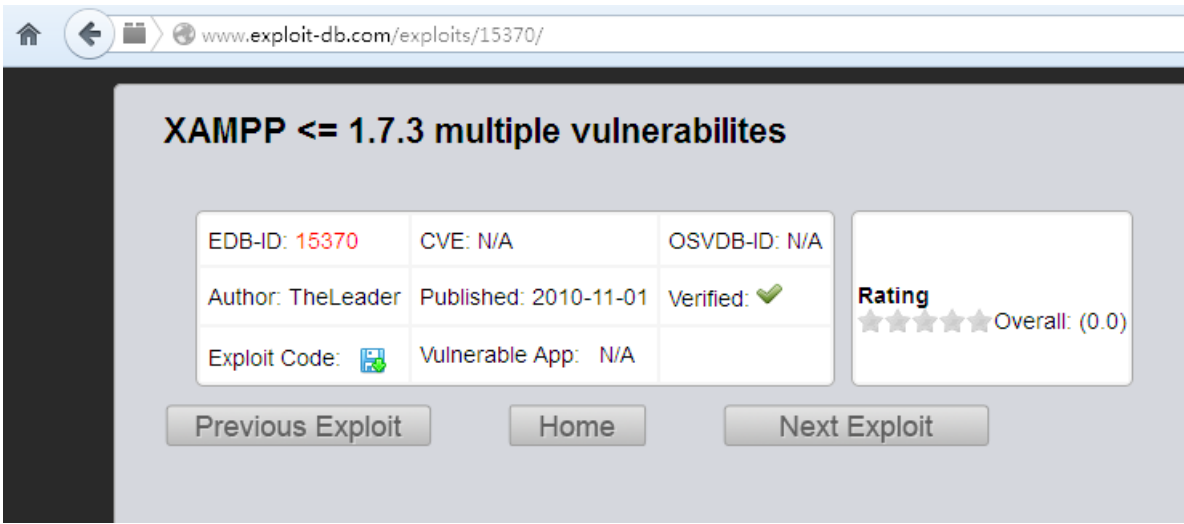 www.exploit-db.com/exploits/15370/
XAMPP <= 1.7.3 multiple vulnerabilites
EDB-ID: 15370 CVE: N/A OSVDB-ID: N/A
Author: TheLeader Published: 2010-11-01 Verified:
Rating
Overall: (0.0)
Exploit Code: Vulnerable App: N/A
Previous Exploit Home Next Exploit